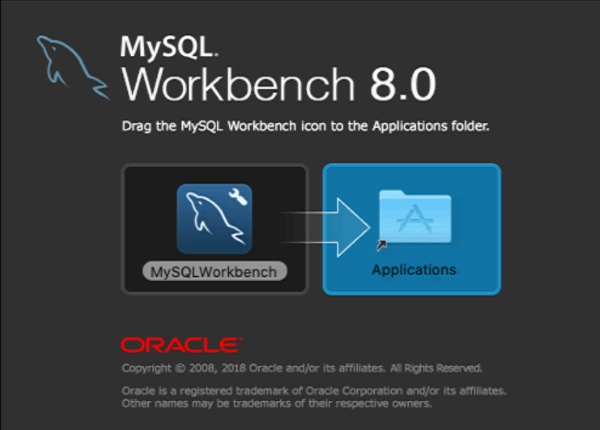 MySQL.
Workbench 8.0
Drag the MySQL Workbench icon to the Applications folder.
MySQLWorkbench
Applications
ORACLE
Copyright © 2008, 2018 Oracle and/or its affiliates. All Rights Reserved.
Oracle is a registered trademark of Oracle Corporation and/or its affiliates.
Other names may be trademarks of their respective owners.